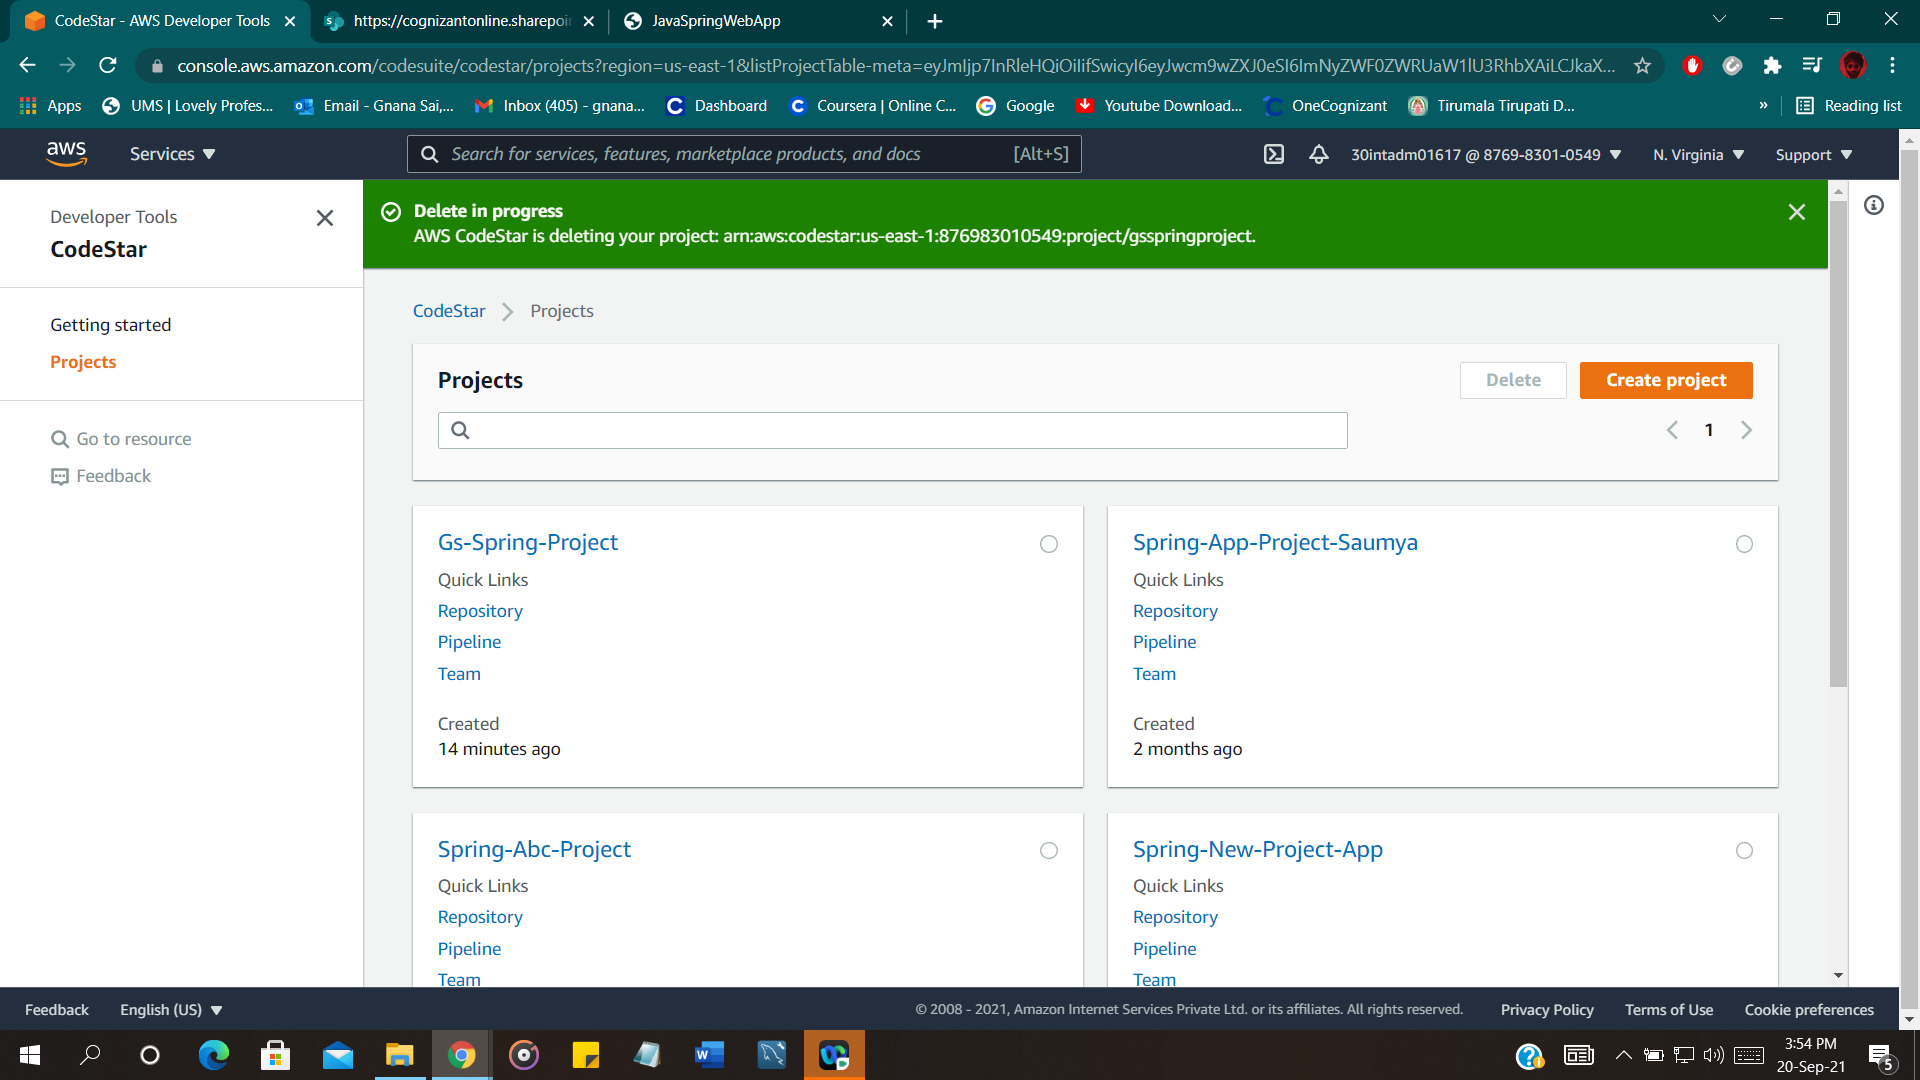 CodeStar - AWS Developer Tools
https://cognizantonline.sharepoin
JavaSpringWebApp
console.aws.amazon.com/codesuite/codestar/projects?region=us-east-1&listProjectTable-meta=
Apps
UMS | Lovely Profes...
Email - Gnana Sai,...
Inbox (405) - gnana...
Dashboard
Coursera | Online C...
Google
Youtube Download...
OneCognizant
Tirumala Tirupati D...
»
Reading list
aws
Services
Search for services, features, marketplace products, and docs
[Alt+S]
30intadm01617 @ 8769-8301-0549
N. Virginia
Support
Developer Tools
CodeStar
Getting started
Projects
Go to resource
Feedback
Delete in progress
AWS CodeStar is deleting your project: arn:aws:codestar:us-east-1:876983010549:project/gsspringproject.
CodeStar
Projects
Projects
Delete
Create project
1
Gs-Spring-Project
Quick Links
Repository
Pipeline
Team
Created
14 minutes ago
Spring-App-Project-Saumya
Quick Links
Repository
Pipeline
Team
Created
2 months ago
Spring-Abc-Project
Quick Links
Repository
Pipeline
Team
Spring-New-Project-App
Quick Links
Repository
Pipeline
Team
Feedback
English (US)
© 2008 - 2021, Amazon Internet Services Private Ltd. or its affiliates. All rights reserved.
Privacy Policy
Terms of Use
Cookie preferences
3:54 PM
20-Sep-21
5